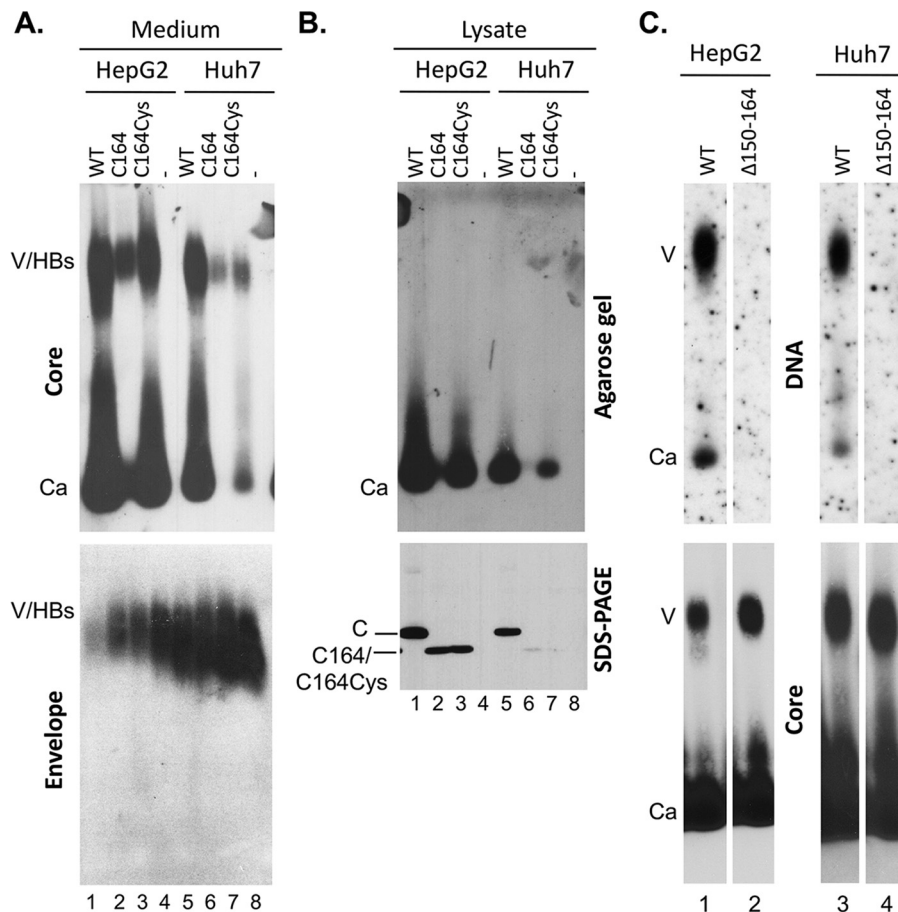 A.
Medium
HepG2 Huh7
WT
C164
C164Cys
-
WT
C164
C164Cys
-
V/HBs
Core
Ca
V/HBs
Envelope
1 2 3 4 5 6 7 8
B.
Lysate
HepG2 Huh7
WT
C164
C164Cys
-
WT
C164
C164Cys
-
Agarose gel
Ca
C
C164/
C164Cys
SDS-PAGE
1 2 3 4 5 6 7 8
C.
HepG2 Huh7
WT
Δ150-164
WT
Δ150-164
V
DNA
Ca
V
Core
Ca
1 2 3 4